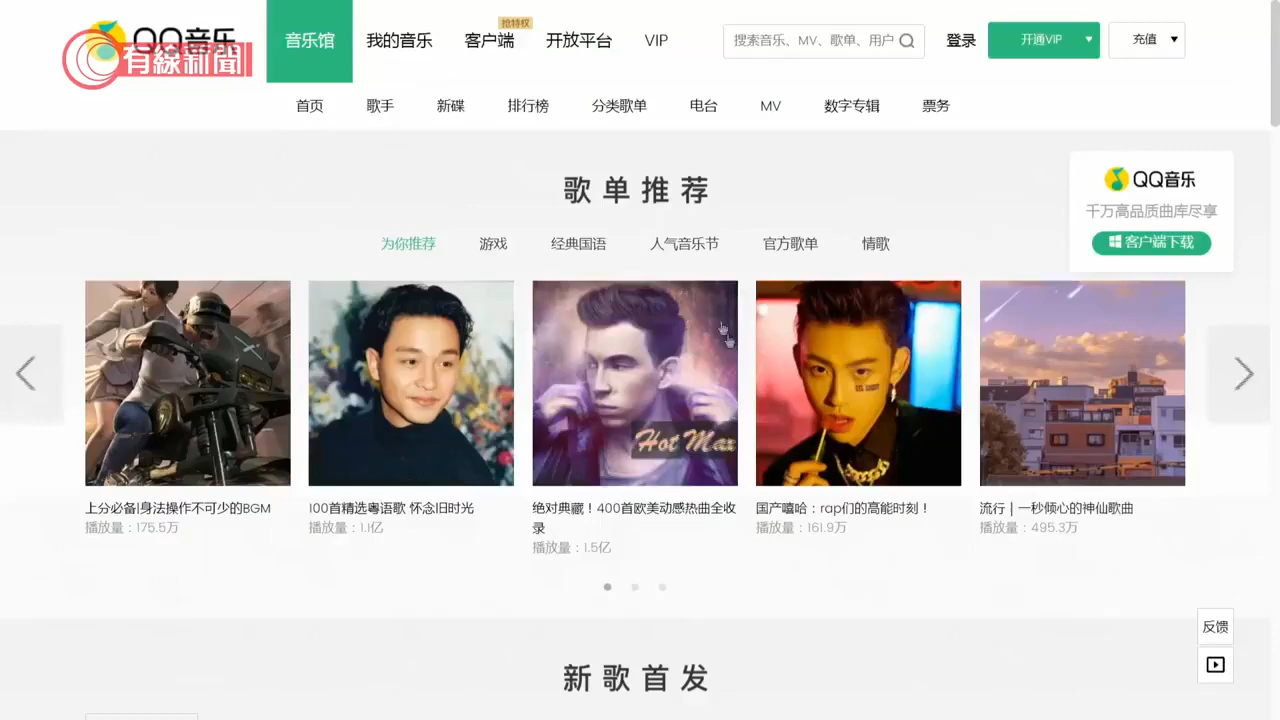 QQ音乐
有線新聞
音乐馆
我的音乐
抢特权
客户端
开放平台
VIP
搜索音乐、MV、歌单、用户
登录
开通VIP
充值
首页
歌手
新碟
排行榜
分类歌单
电台
MV
数字专辑
票务
歌单推荐
QQ音乐
千万高品质曲库尽享
客户端下载
为你推荐
游戏
经典国语
人气音乐节
官方歌单
情歌
Hot Max
上分必备|身法操作不可少的BGM
播放量：175.5万
100首精选粤语歌 怀念旧时光
播放量：1.1亿
绝对典藏！400首欧美动感热曲全收
录
播放量：1.5亿
国产嘻哈：rap们的高能时刻！
播放量：161.9万
流行 | 一秒倾心的神仙歌曲
播放量：495.3万
反馈
新歌首发